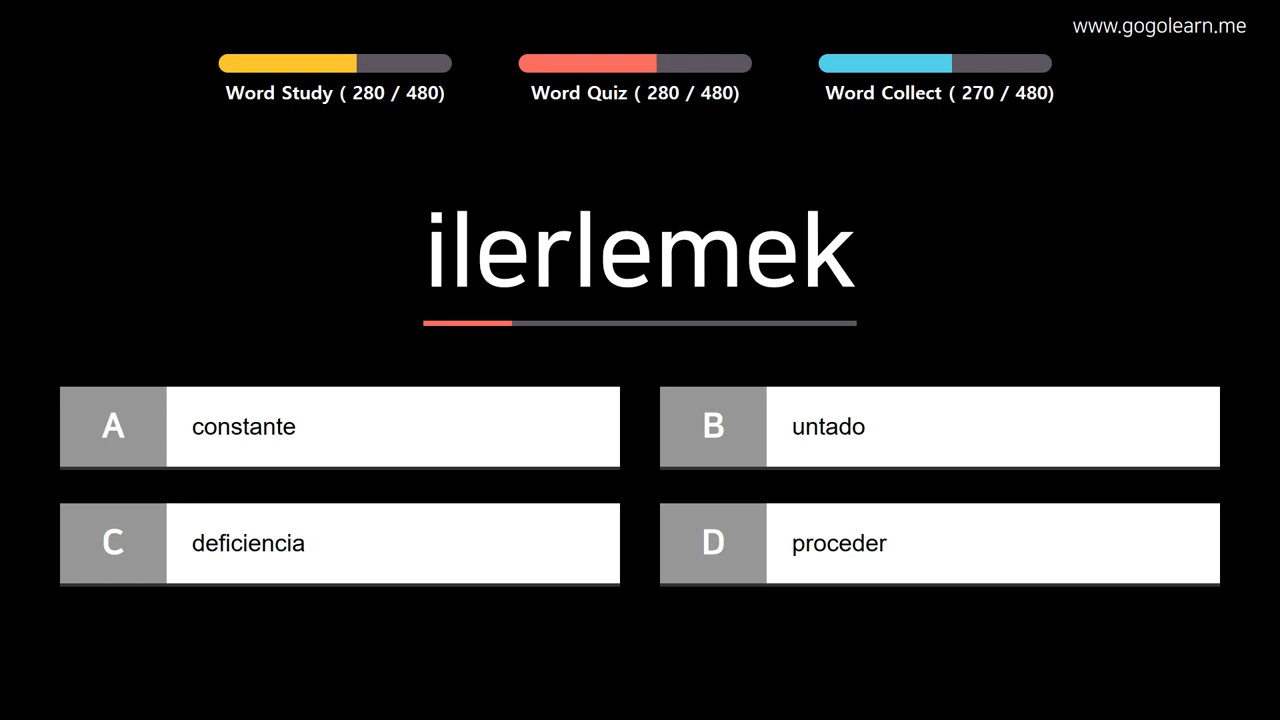 www.gogolearn.me
Word Study ( 280 / 480)
Word Quiz ( 280 / 480)
Word Collect ( 270 / 480)
ilerlemek
A constante
B untado
C deficiencia
D proceder